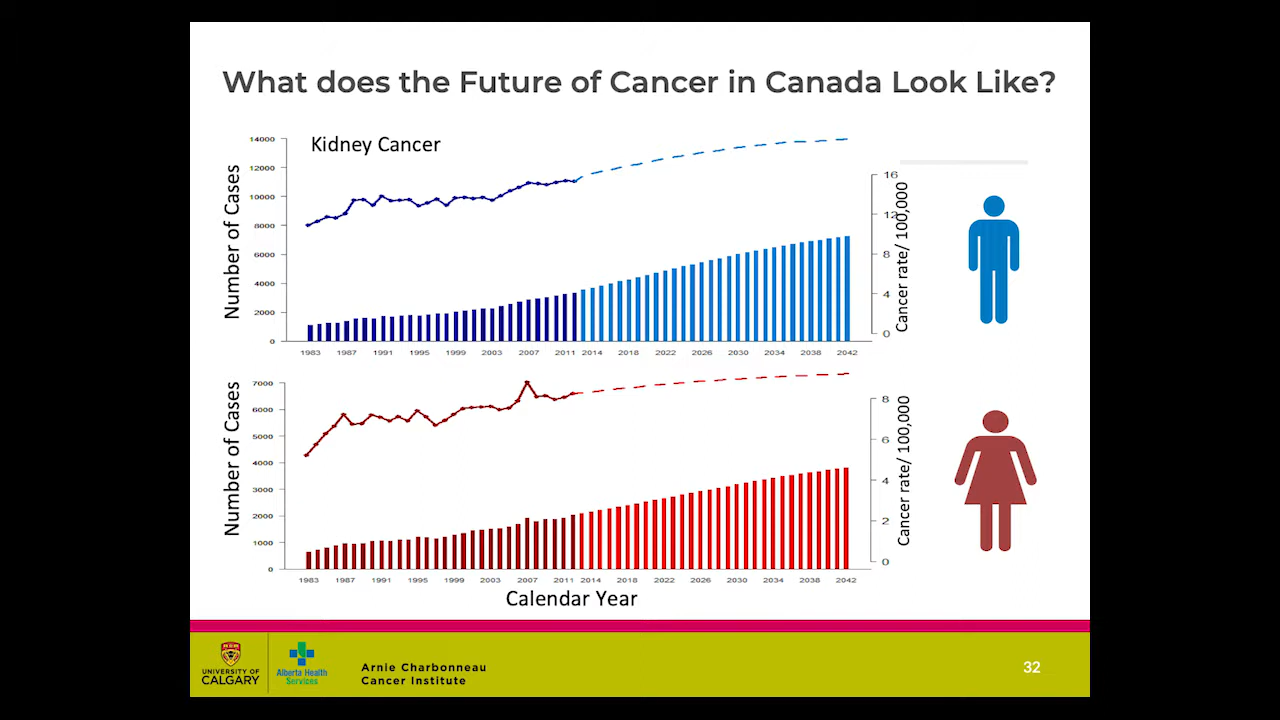 What does the Future of Cancer in Canada Look Like?
Kidney Cancer
Number of Cases
14000
12000
10000
8000
6000
4000
2000
0
16
12
8
4
0
Cancer rate/ 100,000
1983 1987 1991 1995 1999 2003 2007 2011 2014 2018 2022 2026 2030 2034 2038 2042
Number of Cases
7000
6000
5000
4000
3000
2000
1000
0
8
6
4
2
0
Cancer rate/ 100,000
1983 1987 1991 1995 1999 2003 2007 2011 2014 2018 2022 2026 2030 2034 2038 2042
Calendar Year
UNIVERSITY OF
CALGARY
Alberta Health
Services
Arnie Charbonneau
Cancer Institute
32